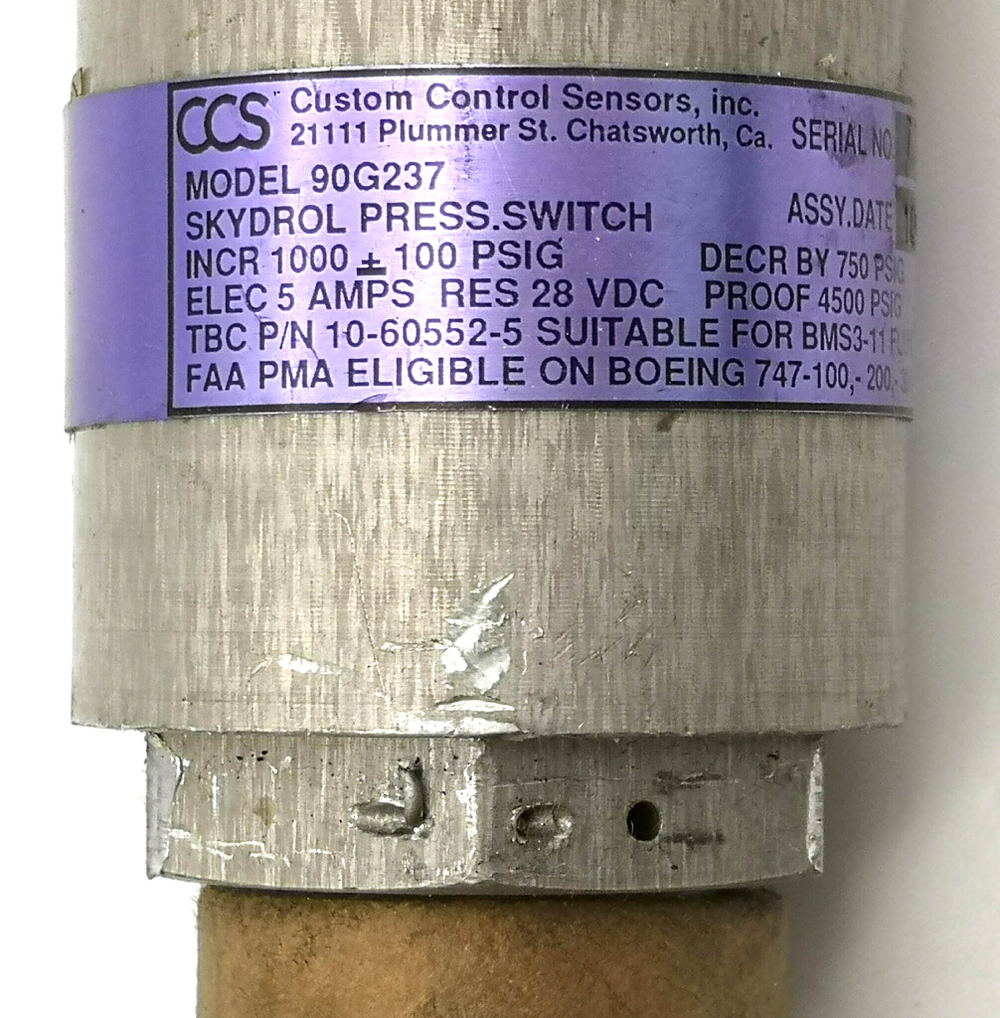 CCS™ Custom Control Sensors, inc.
21111 Plummer St. Chatsworth, Ca. SERIAL NO.
MODEL 90G237
SKYDROL PRESS.SWITCH ASSY.DATE
INCR 1000 ± 100 PSIG DECR BY 750 PSIG
ELEC 5 AMPS RES 28 VDC PROOF 4500 PSIG
TBC P/N 10-60552-5 SUITABLE FOR BMS3-11
FAA PMA ELIGIBLE ON BOEING 747-100,- 200,-